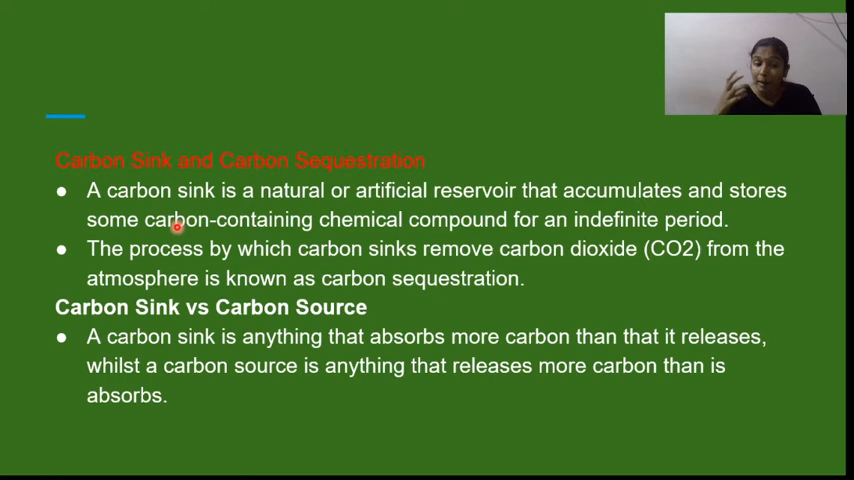 Carbon Sink and Carbon Sequestration
● A carbon sink is a natural or artificial reservoir that accumulates and stores
some carbon-containing chemical compound for an indefinite period.
● The process by which carbon sinks remove carbon dioxide (CO2) from the
atmosphere is known as carbon sequestration.
Carbon Sink vs Carbon Source
● A carbon sink is anything that absorbs more carbon than that it releases,
whilst a carbon source is anything that releases more carbon than is
absorbs.